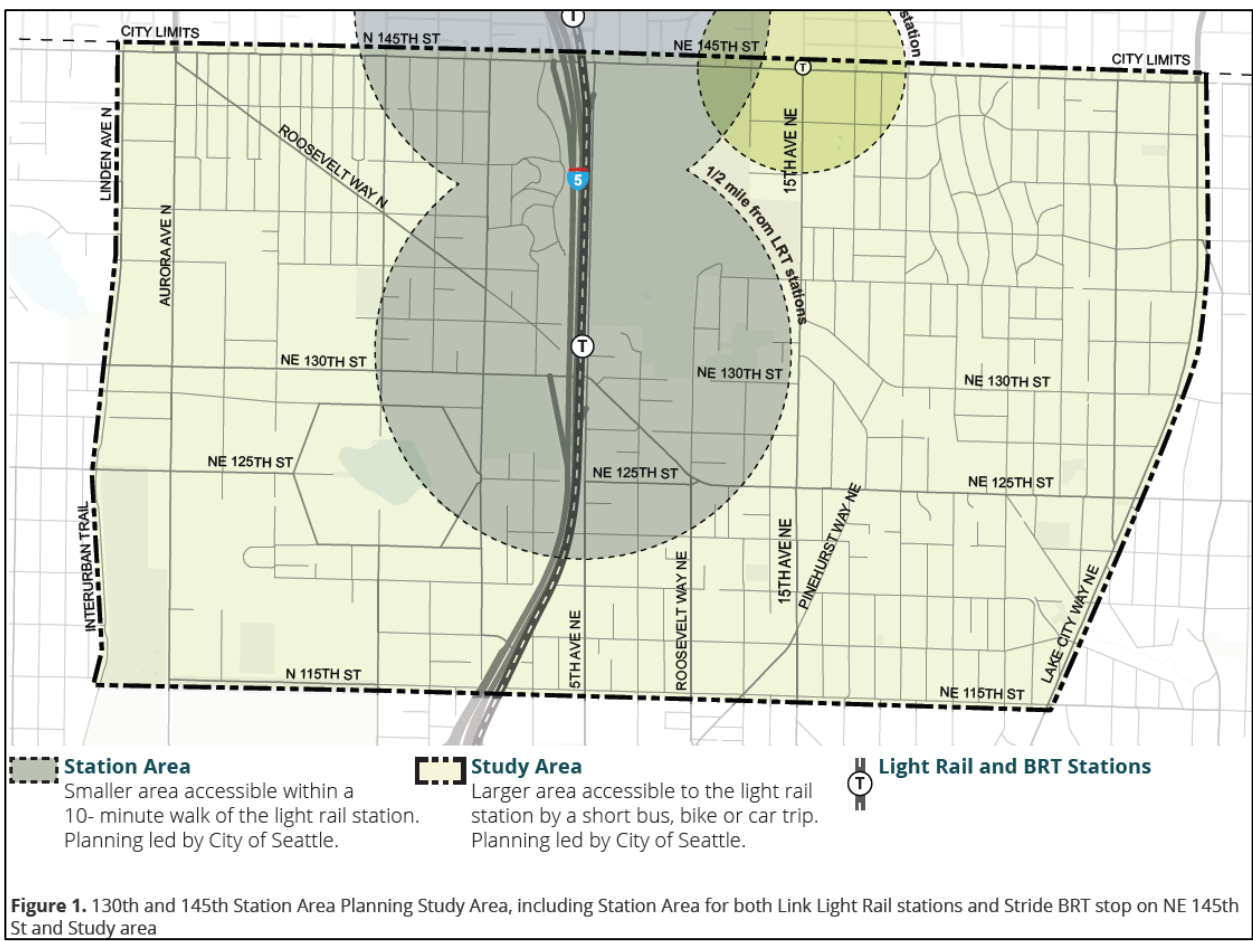 T
station
CITY LIMITS
N 145TH ST
NE 145TH ST
CITY LIMITS
T
LINDEN AVE N
ROOSEVELT WAY N
15TH AVE NE
5
1/2 mile from LRT stations
AURORA AVE N
T
NE 130TH ST
NE 130TH ST
NE 130TH ST
NE 125TH ST
NE 125TH ST
NE 125TH ST
INTERURBAN TRAIL
15TH AVE NE
PINEHURST WAY NE
5TH AVE NE
ROOSEVELT WAY NE
LAKE CITY WAY NE
N 115TH ST
NE 115TH ST
Station Area
Smaller area accessible within a
10- minute walk of the light rail station.
Planning led by City of Seattle.
Study Area
Larger area accessible to the light rail
station by a short bus, bike or car trip.
Planning led by City of Seattle.
T
Light Rail and BRT Stations
Figure 1. 130th and 145th Station Area Planning Study Area, including Station Area for both Link Light Rail stations and Stride BRT stop on NE 145th
St and Study area